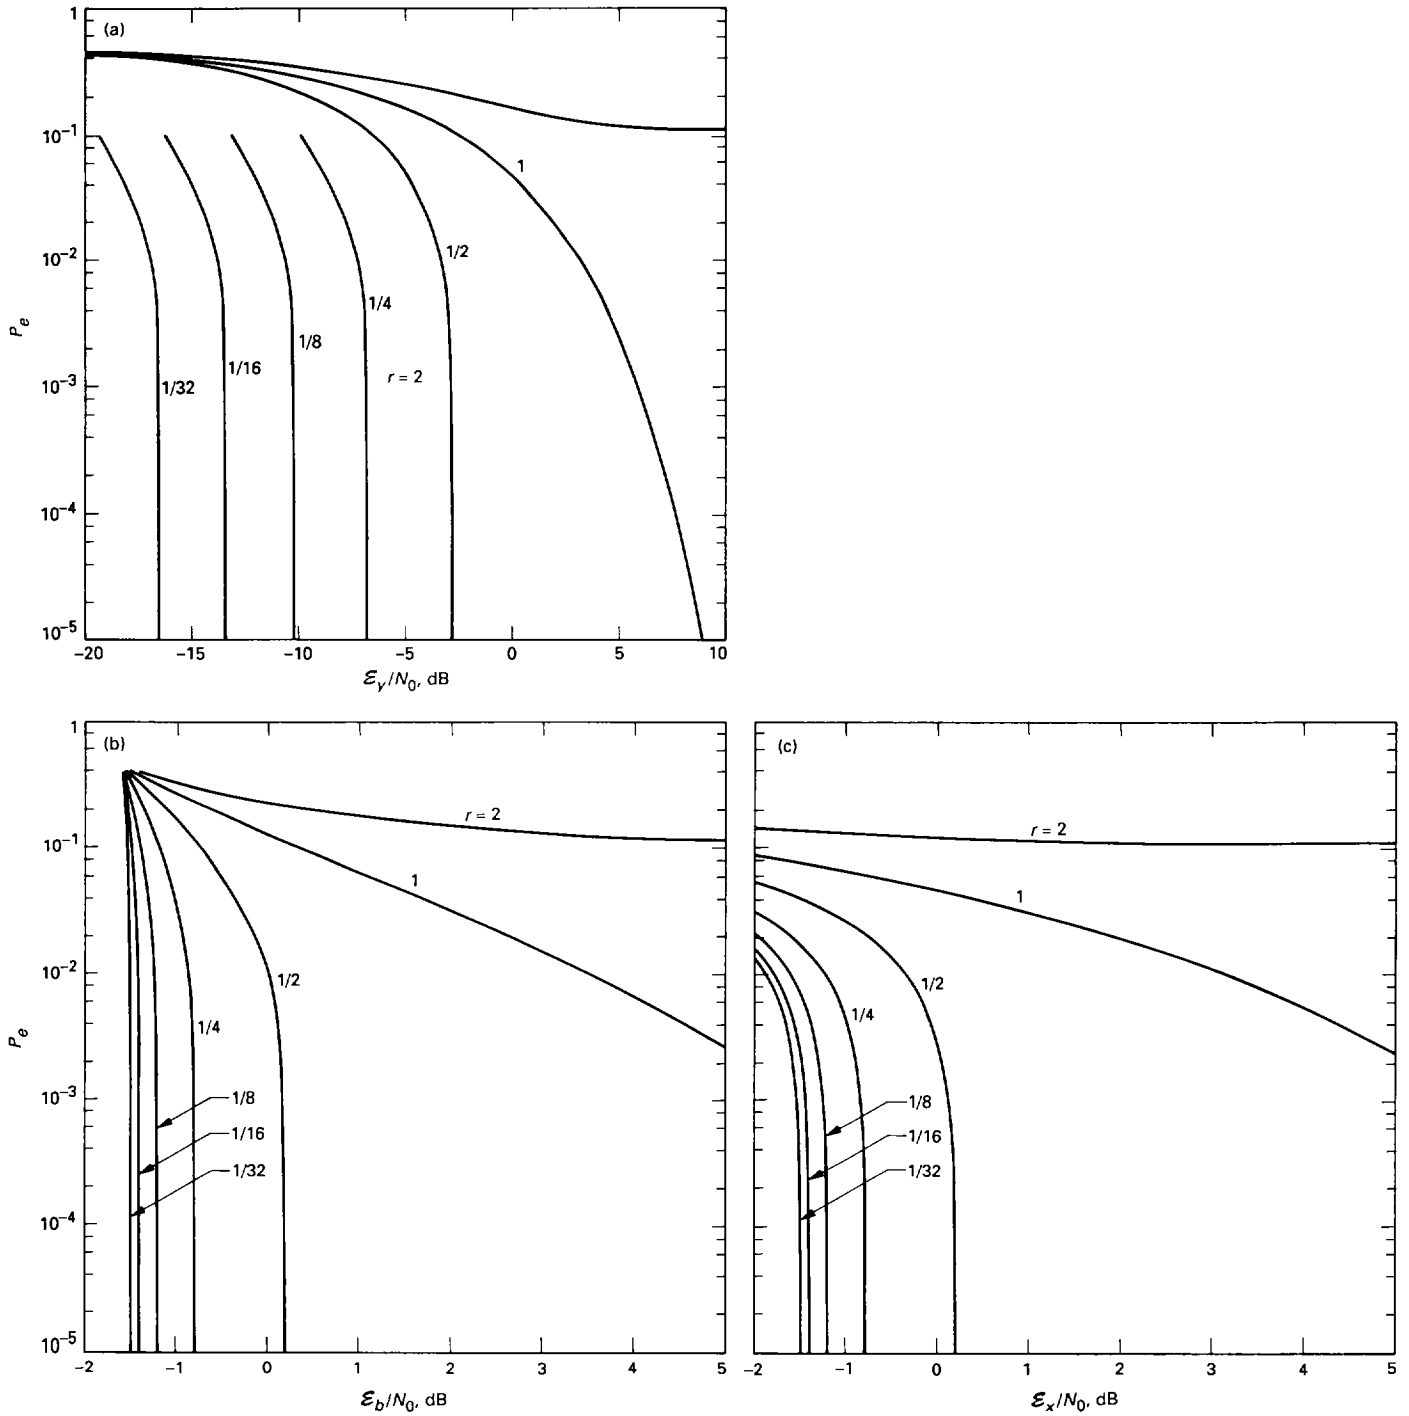 (a)
1
10⁻¹
10⁻²
10⁻³
10⁻⁴
10⁻⁵
P_e
1
1/2
1/4
1/8
1/16
1/32
r = 2
−20 −15 −10 −5 0 5 10
ℰ_y/N₀, dB
(b)
1
10⁻¹
10⁻²
10⁻³
10⁻⁴
10⁻⁵
P_e
r = 2
1
1/2
1/4
1/8
1/16
1/32
−2 −1 0 1 2 3 4 5
ℰ_b/N₀, dB
(c)
r = 2
1
1/2
1/4
1/8
1/16
1/32
−2 −1 0 1 2 3 4 5
ℰ_x/N₀, dB